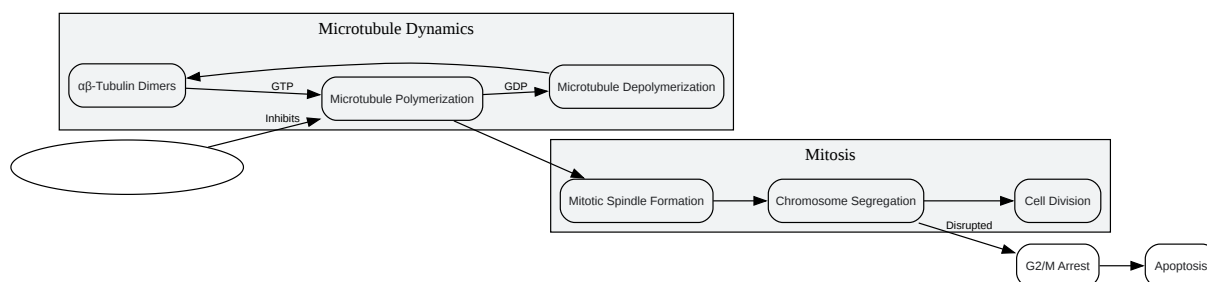 Microtubule Dynamics
αβ-Tubulin Dimers
GTP
Microtubule Polymerization
GDP
Microtubule Depolymerization
Inhibits
Mitosis
Mitotic Spindle Formation
Chromosome Segregation
Cell Division
Disrupted
G2/M Arrest
Apoptosis